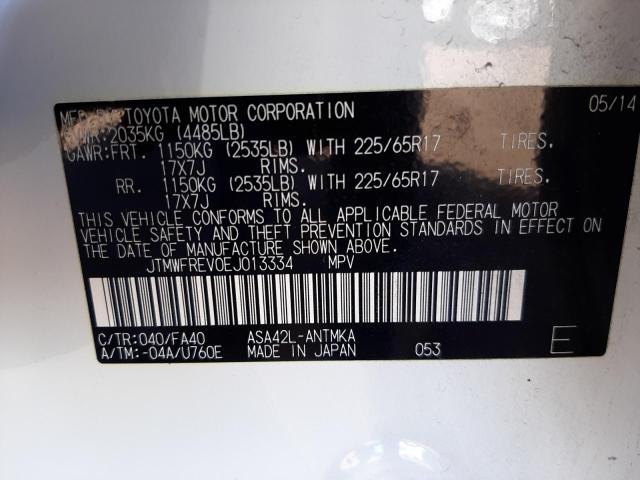 TOYOTA MOTOR CORPORATION 05/14
GVWR:2035KG (4485LB)
GAWR:FRT. 1150KG (2535LB) WITH 225/65R17 TIRES.
17X7J RIMS.
RR. 1150KG (2535LB) WITH 225/65R17 TIRES.
17X7J RIMS.
THIS VEHICLE CONFORMS TO ALL APPLICABLE FEDERAL MOTOR
VEHICLE SAFETY AND THEFT PREVENTION STANDARDS IN EFFECT ON
THE DATE OF MANUFACTURE SHOWN ABOVE.
JTMWFREV0EJ013334 MPV
C/TR:040/FA40 ASA42L-ANTMKA
A/TM:-04A/U760E MADE IN JAPAN 053 E